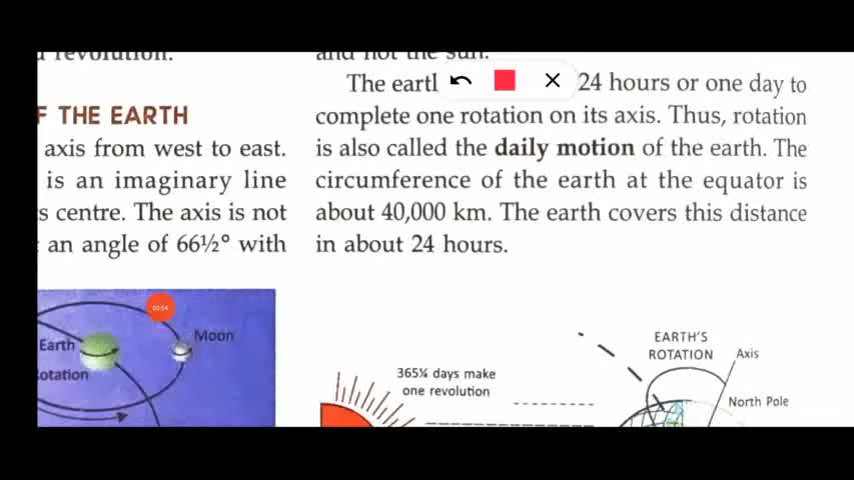 d revolution.
F THE EARTH
axis from west to east.
is an imaginary line
s centre. The axis is not
an angle of 66½° with
and not the sun.
The eartl 24 hours or one day to
complete one rotation on its axis. Thus, rotation
is also called the daily motion of the earth. The
circumference of the earth at the equator is
about 40,000 km. The earth covers this distance
in about 24 hours.
Earth
otation
Moon
365¼ days make
one revolution
EARTH'S
ROTATION
Axis
North Pole